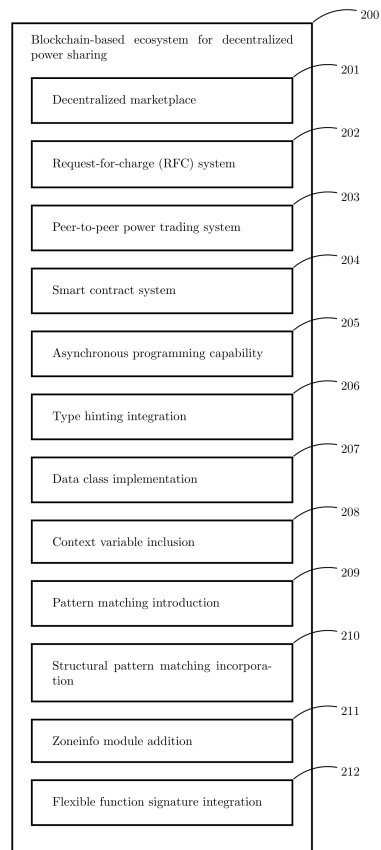 200
Blockchain-based ecosystem for decentralized
power sharing
201
Decentralized marketplace
202
Request-for-charge (RFC) system
203
Peer-to-peer power trading system
204
Smart contract system
205
Asynchronous programming capability
206
Type hinting integration
207
Data class implementation
208
Context variable inclusion
209
Pattern matching introduction
210
Structural pattern matching incorpora-
tion
211
Zoneinfo module addition
212
Flexible function signature integration